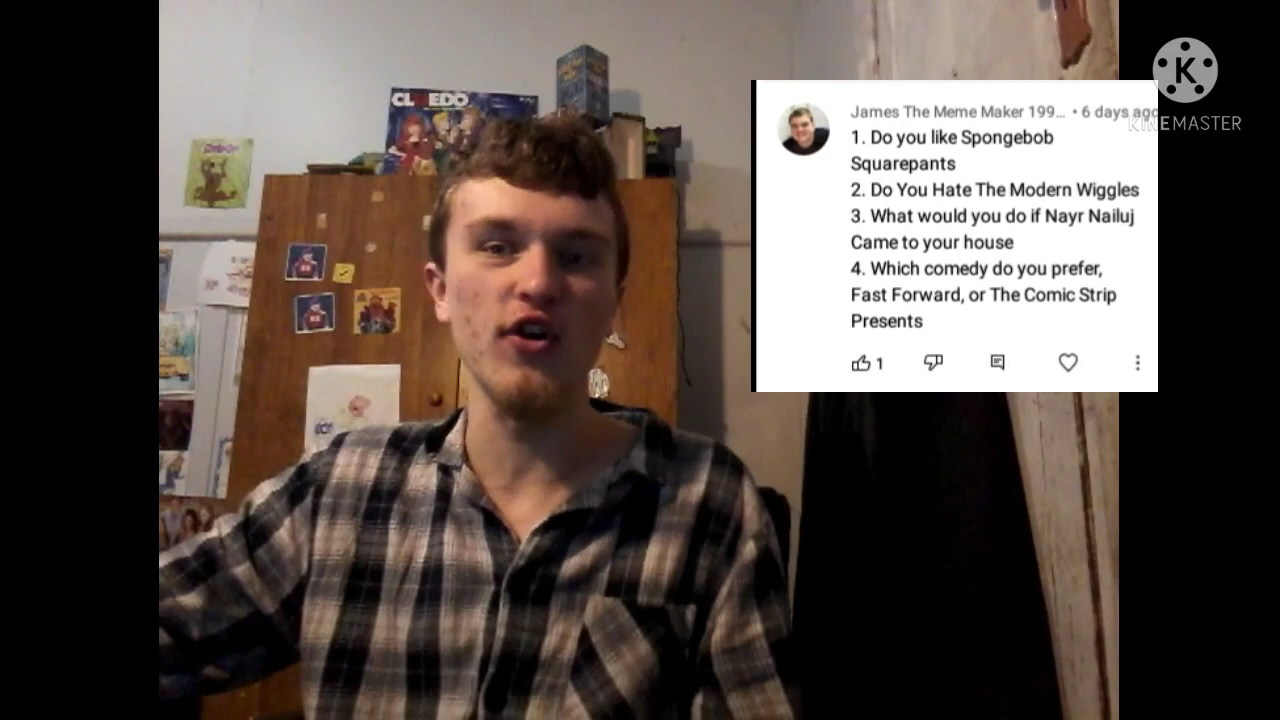 CLUEDO
James The Meme Maker 199... • 6 days ago
1. Do you like Spongebob
Squarepants
2. Do You Hate The Modern Wiggles
3. What would you do if Nayr Nailuj
Came to your house
4. Which comedy do you prefer,
Fast Forward, or The Comic Strip
Presents
1
K
KINEMASTER